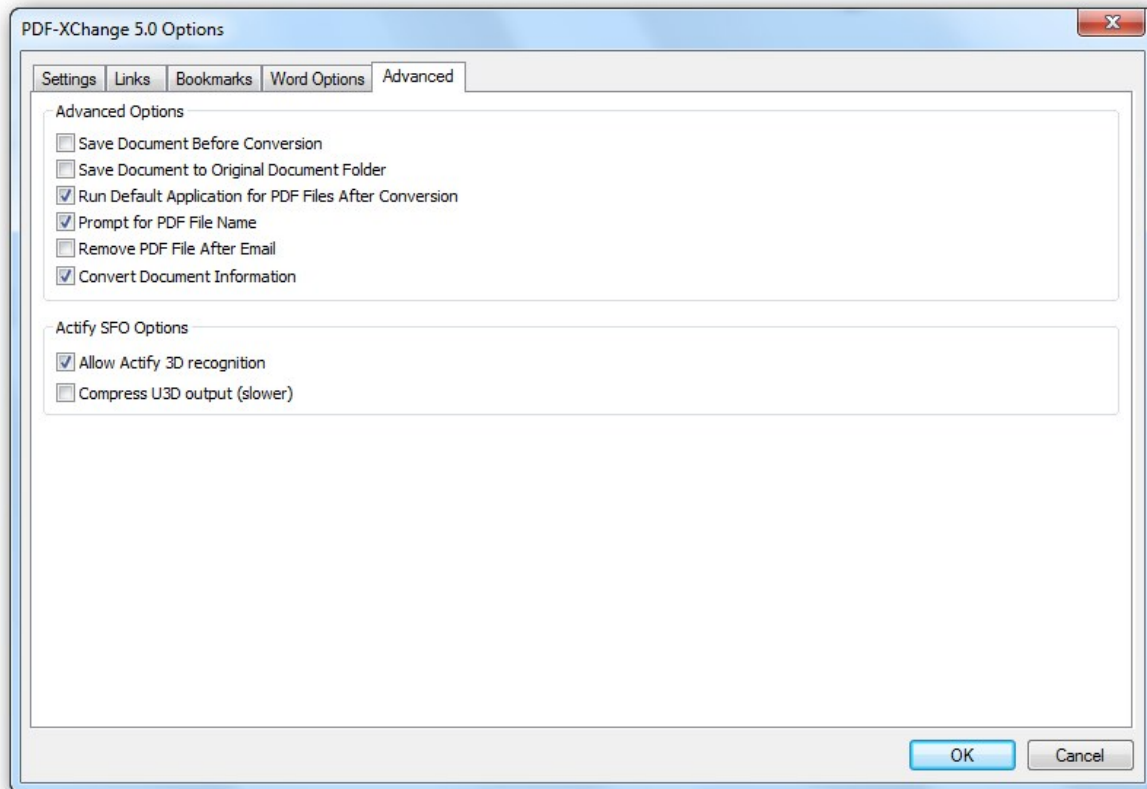 PDF-XChange 5.0 Options
Settings Links Bookmarks Word Options Advanced
Advanced Options
Save Document Before Conversion
Save Document to Original Document Folder
Run Default Application for PDF Files After Conversion
Prompt for PDF File Name
Remove PDF File After Email
Convert Document Information
Actify SFO Options
Allow Actify 3D recognition
Compress U3D output (slower)
OK Cancel